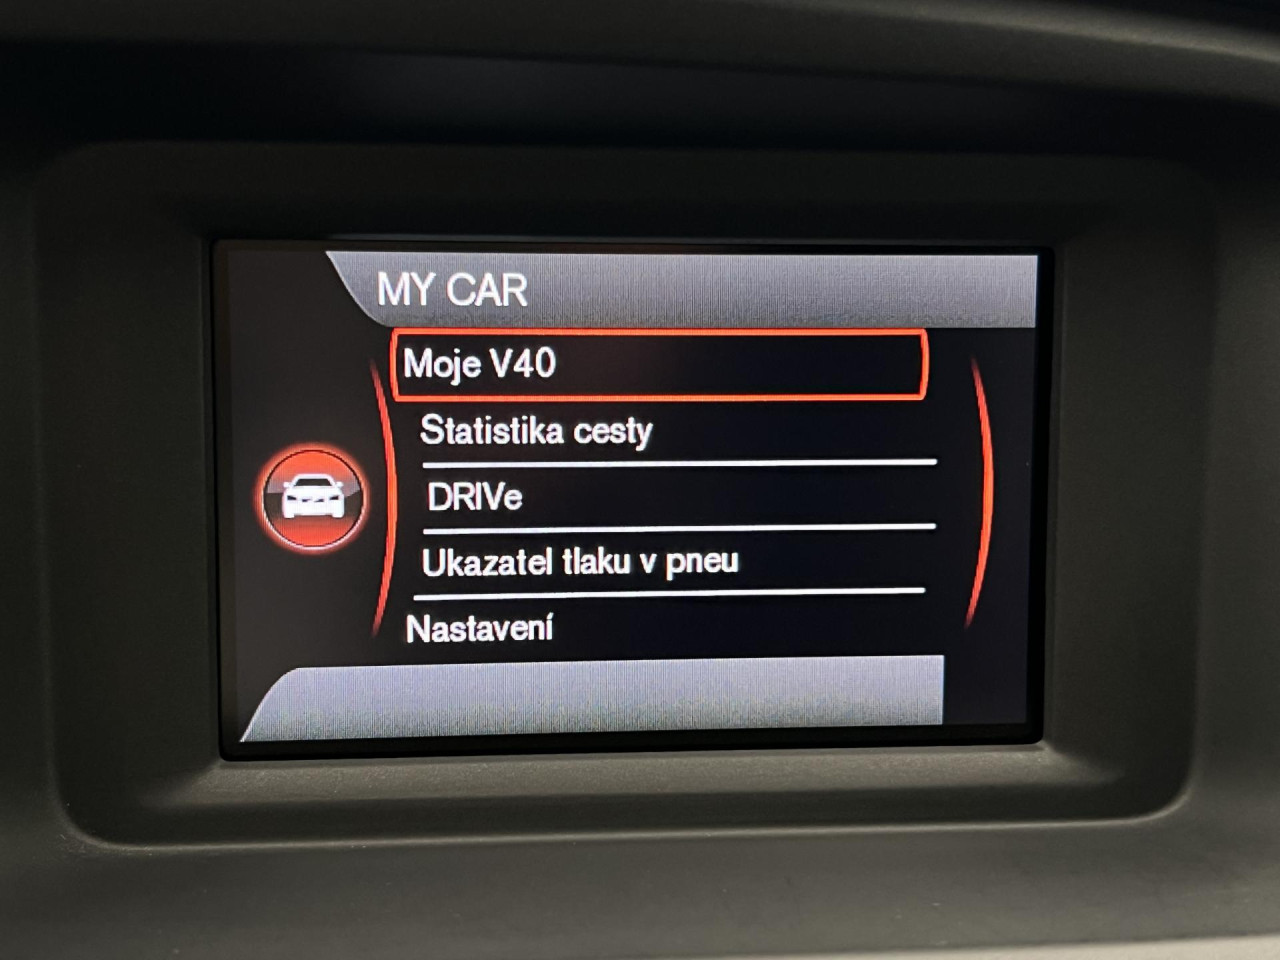 MY CAR
Moje V40
Statistika cesty
DRIVe
Ukazatel tlaku v pneu
Nastavení